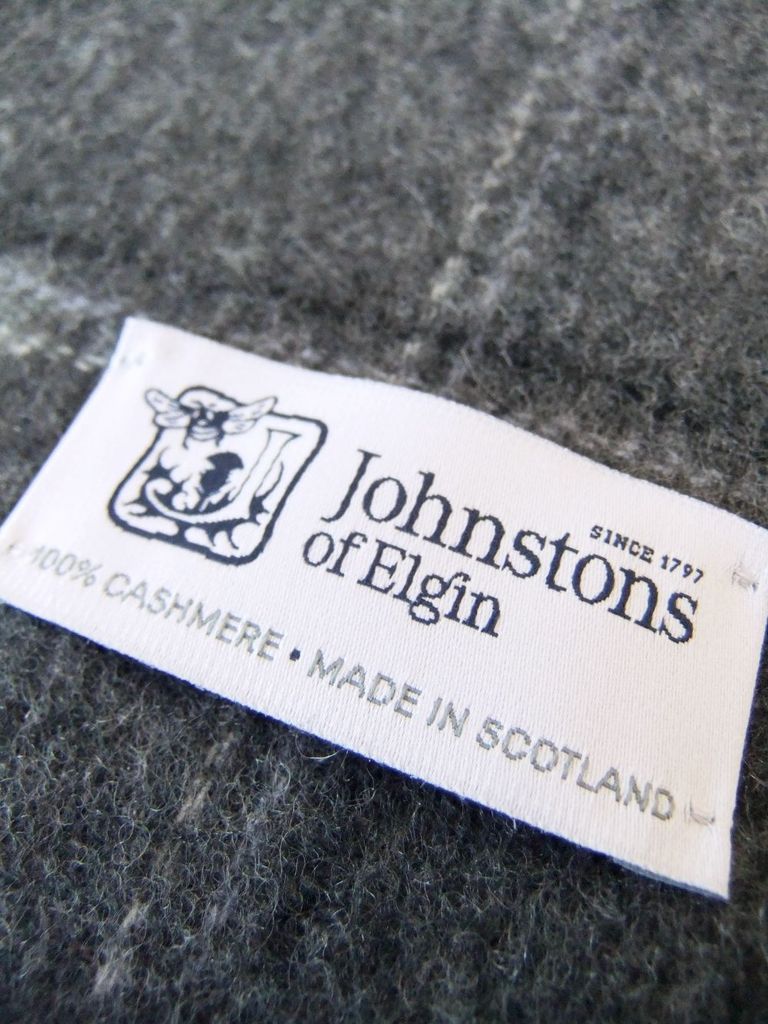 SINCE 1797
Johnstons
of Elgin
100% CASHMERE • MADE IN SCOTLAND